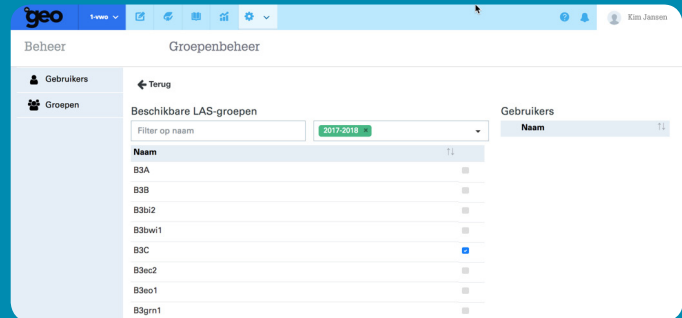 geo 1-vwo Kim Jansen
Beheer Groepenbeheer
Gebruikers
Groepen
Terug
Beschikbare LAS-groepen
Filter op naam 2017-2018 ×
Naam
B3A
B3B
B3bi2
B3bwi1
B3C
B3ec2
B3eo1
B3grn1
Gebruikers
Naam